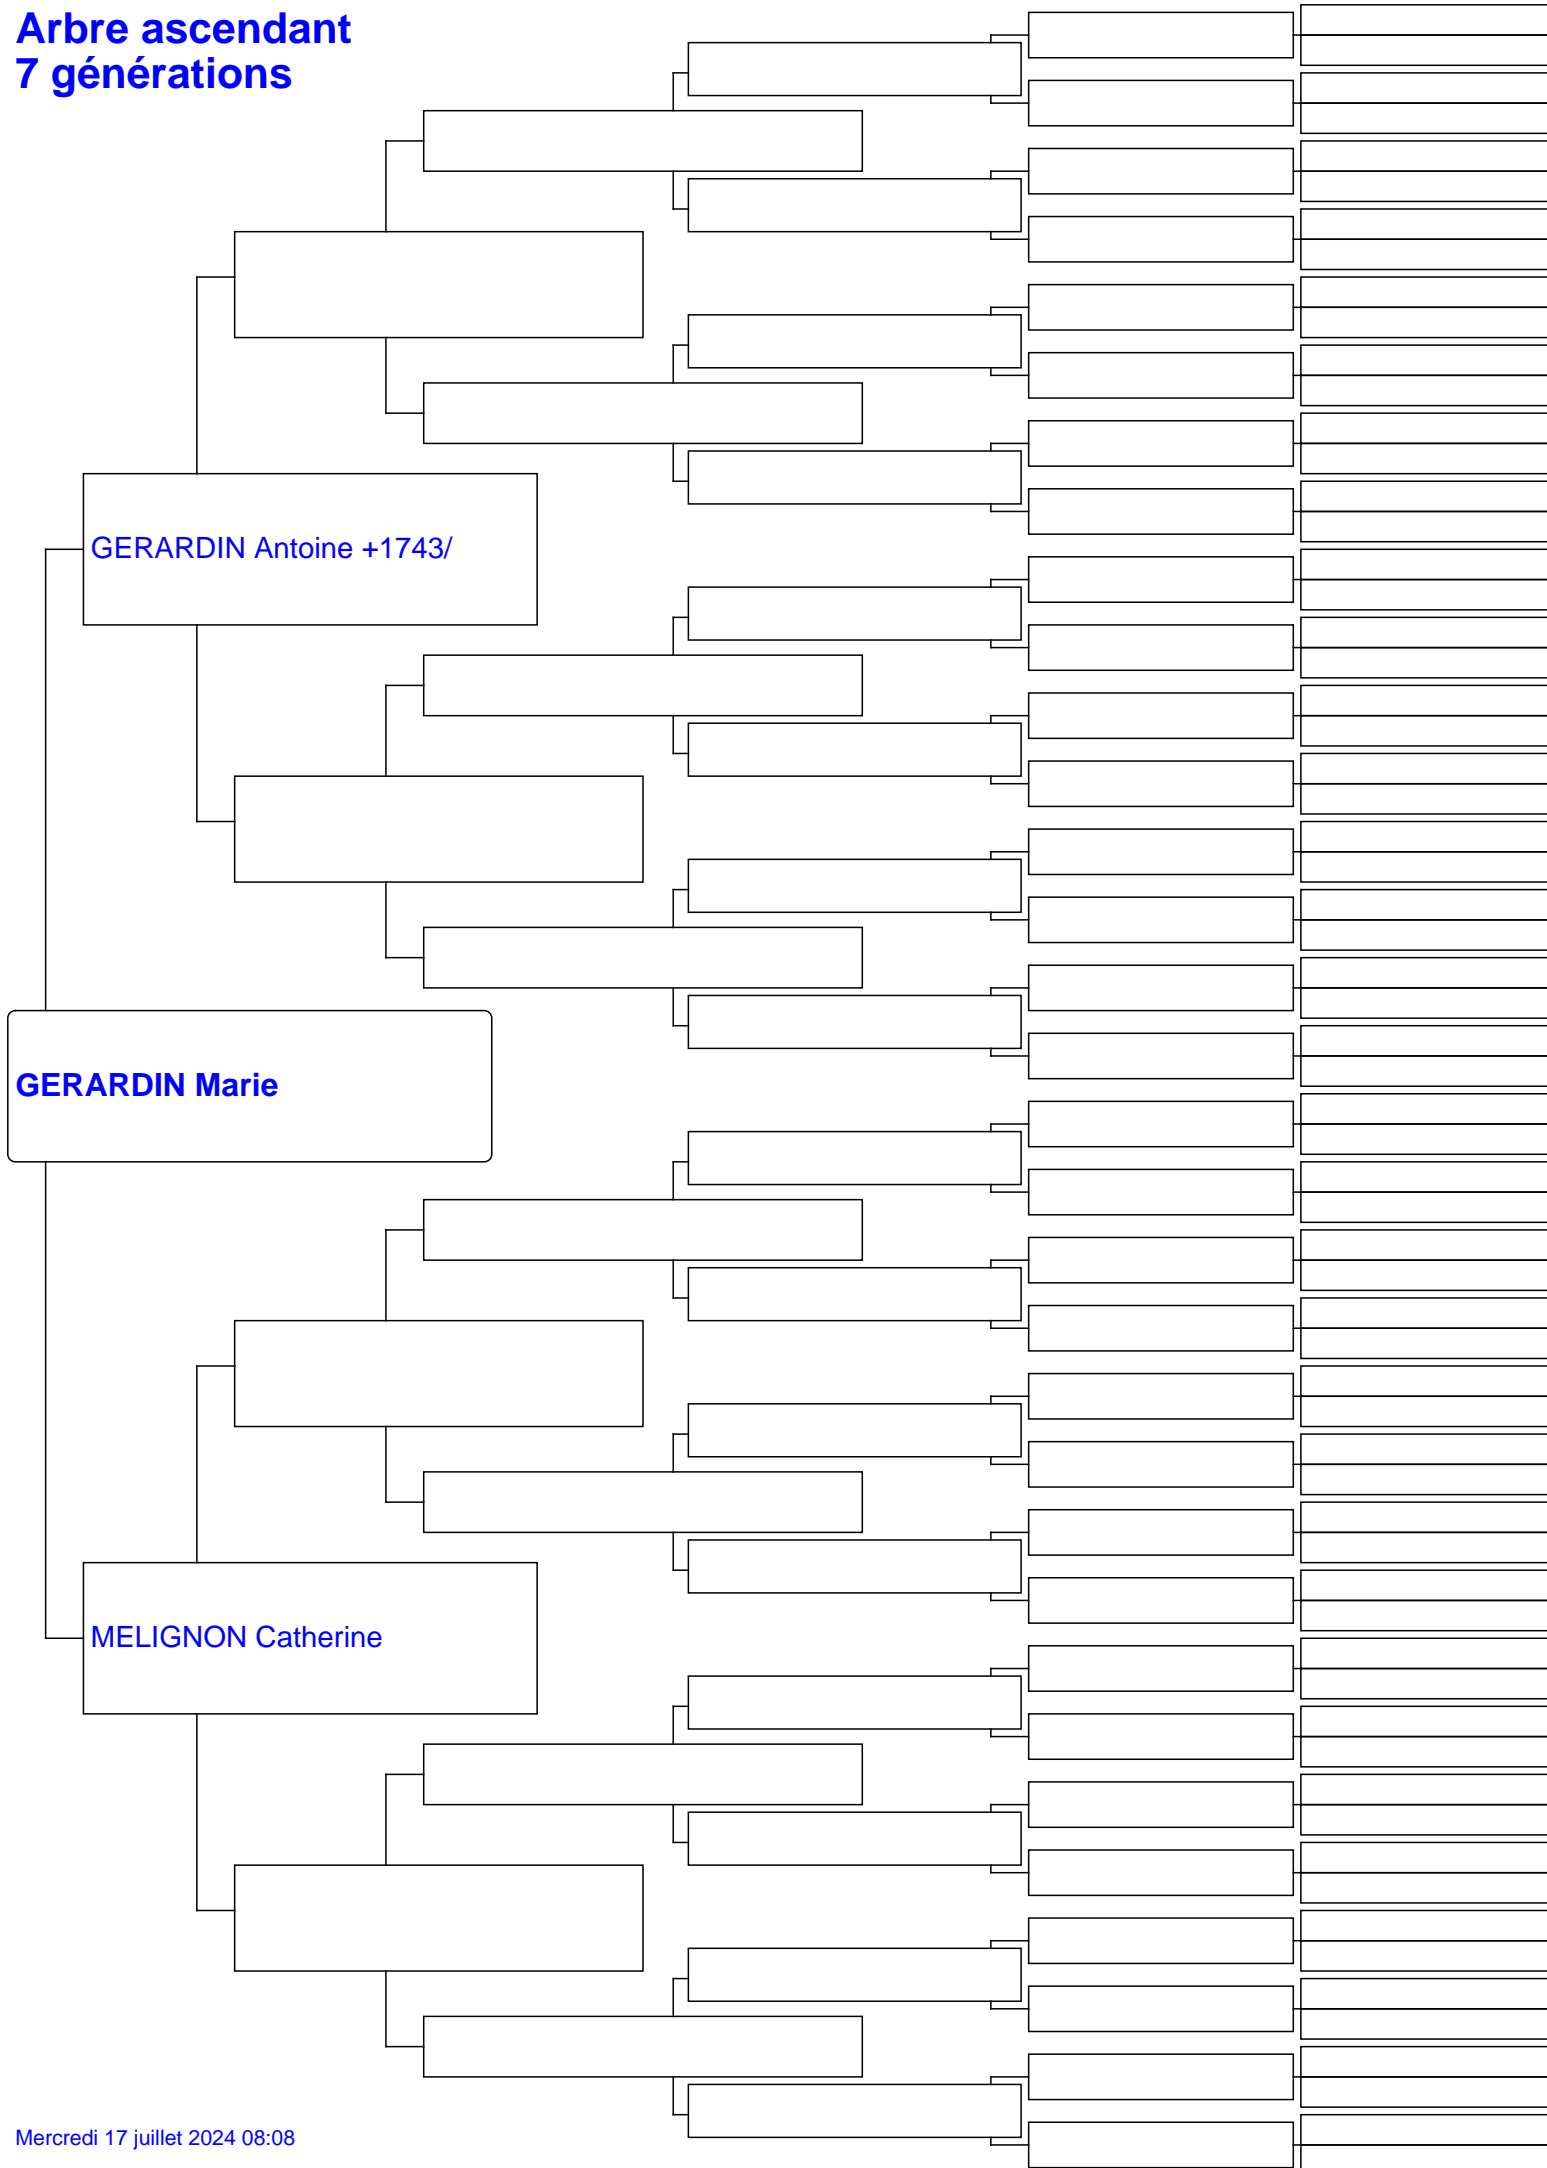 Arbre ascendant
7 générations
GERARDIN Antoine +1743/
GERARDIN Marie
MELIGNON Catherine
Mercredi 17 juillet 2024 08:08